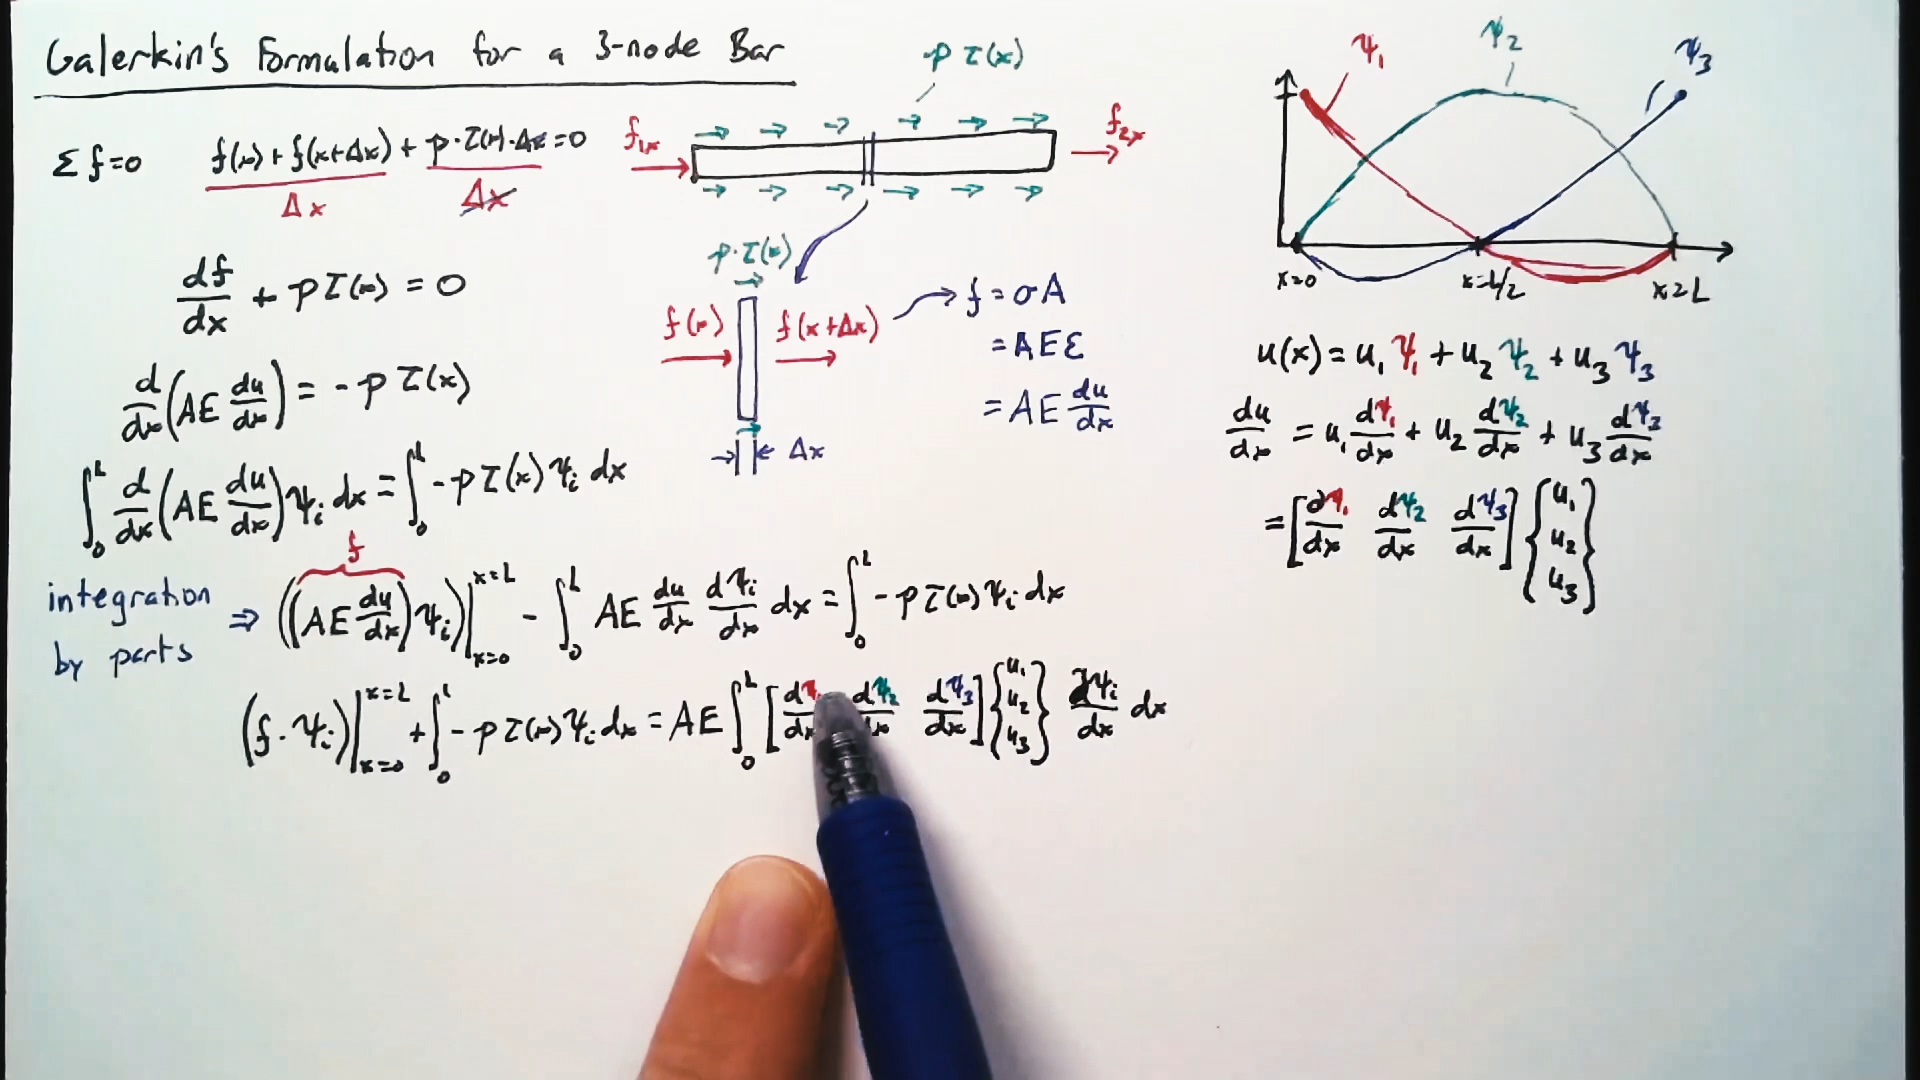 Galerkin's Formulation for a 3-node Bar
Σf=0 f(x)+f(x+Δx)/Δx + p·τ(x)·Δx/Δx =0
df/dx + pτ(x) = 0
d/dx(AE du/dx) = -p τ(x)
∫₀ᴸ d/dx(AE du/dx)ψᵢ dx = ∫₀ᴸ -pτ(x)ψᵢ dx
f
integration by parts ⇒ ((AE du/dx)ψᵢ)|ₓ₌₀ˣ⁼ᴸ - ∫₀ᴸ AE du/dx dψᵢ/dx dx = ∫₀ᴸ -pτ(x)ψᵢ dx
(f·ψᵢ)|ₓ₌₀ˣ⁼ᴸ + ∫₀ᴸ -pτ(x)ψᵢ dx = AE ∫₀ᴸ [dψ₁/dx dψ₂/dx dψ₃/dx]{u₁ u₂ u₃} dψᵢ/dx dx
p τ(x)
f₁ₓ
f₂ₓ
p·τ(x)
f(x)
f(x+Δx)
Δx
f = σA
= AEε
= AE du/dx
ψ₁
ψ₂
ψ₃
x=0
x=L/2
x=L
u(x) = u₁ψ₁ + u₂ψ₂ + u₃ψ₃
du/dx = u₁ dψ₁/dx + u₂ dψ₂/dx + u₃ dψ₃/dx
= [dψ₁/dx dψ₂/dx dψ₃/dx]{u₁ u₂ u₃}